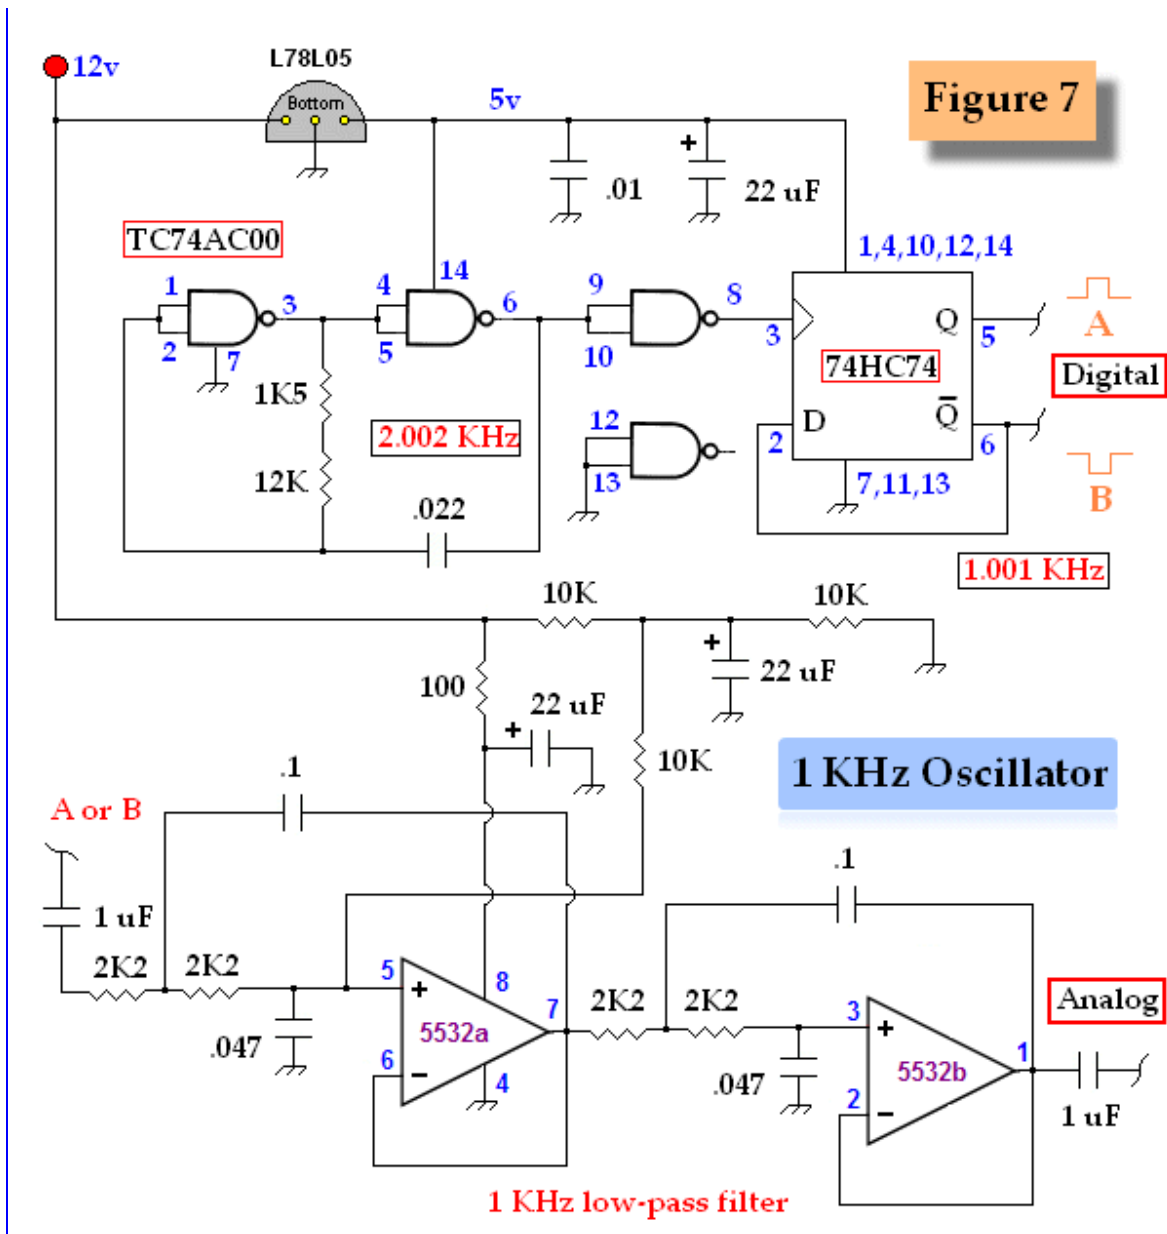 L78L05
12v
Bottom
5v
Figure 7
+
.01
22 uF
TC74AC00
1,4,10,12,14
1
2
3
7
4
5
14
6
9
10
8
3
Q
5
A
1K5
74HC74
Digital
2.002 KHz
12
13
2
D
Q̅
6
12K
7,11,13
B
.022
1.001 KHz
10K
10K
100
+
22 uF
+
22 uF
10K
1 KHz Oscillator
.1
A or B
.1
1 uF
2K2
2K2
5
+
8
7
2K2
2K2
3
+
Analog
.047
5532a
6
−
4
.047
5532b
1
2
−
1 uF
1 KHz low-pass filter